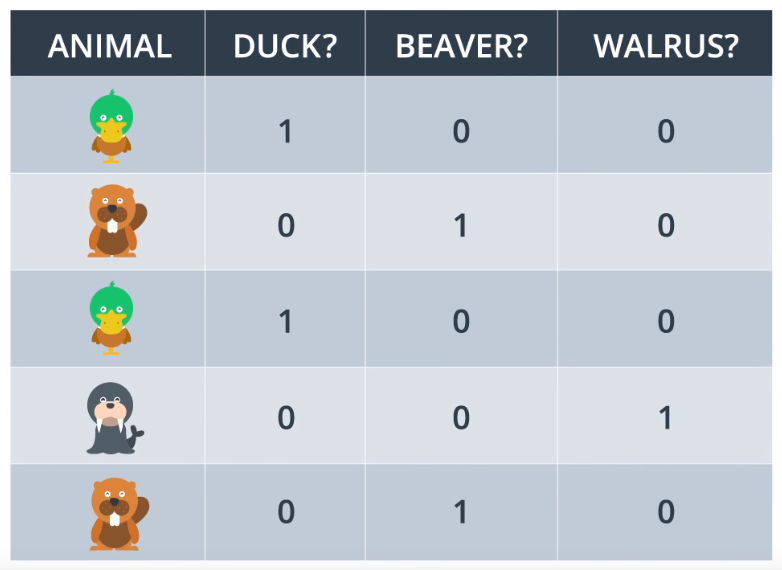 ANIMAL DUCK? BEAVER? WALRUS?
1 0 0
0 1 0
1 0 0
0 0 1
0 1 0